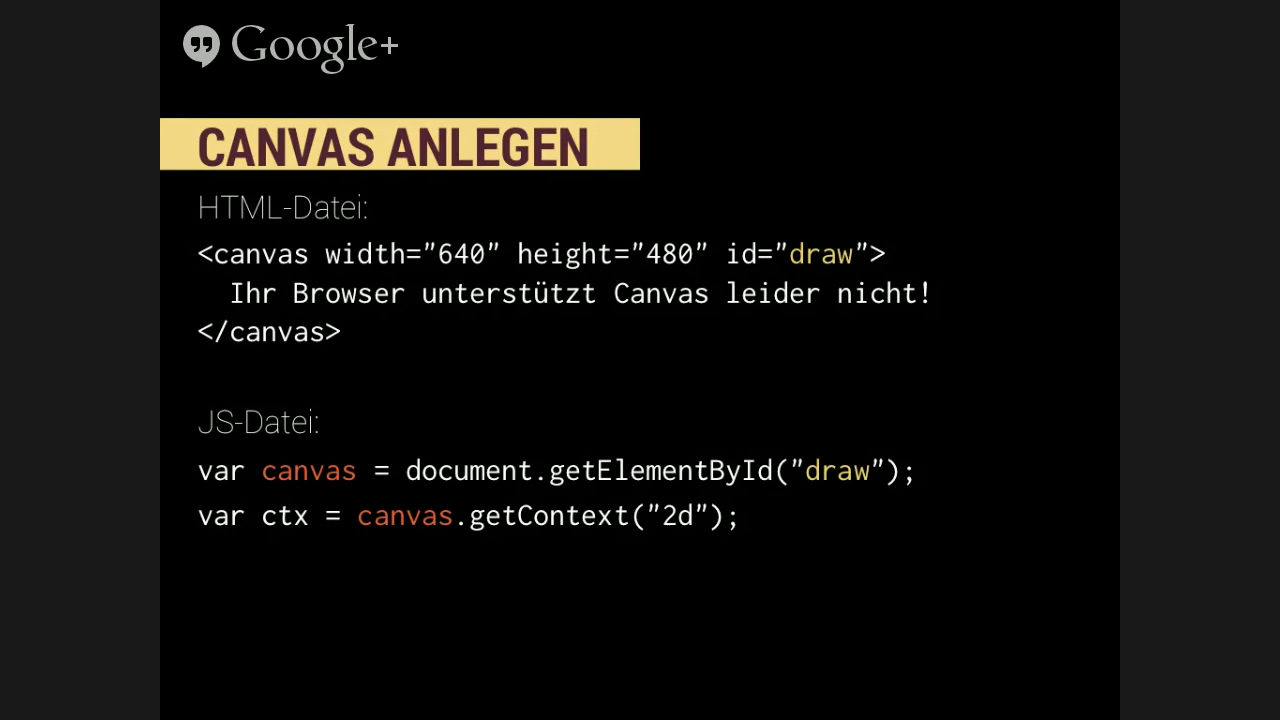 Google+
CANVAS ANLEGEN
HTML-Datei:
<canvas width="640" height="480" id="draw">
Ihr Browser unterstützt Canvas leider nicht!
</canvas>
JS-Datei:
var canvas = document.getElementById("draw");
var ctx = canvas.getContext("2d");